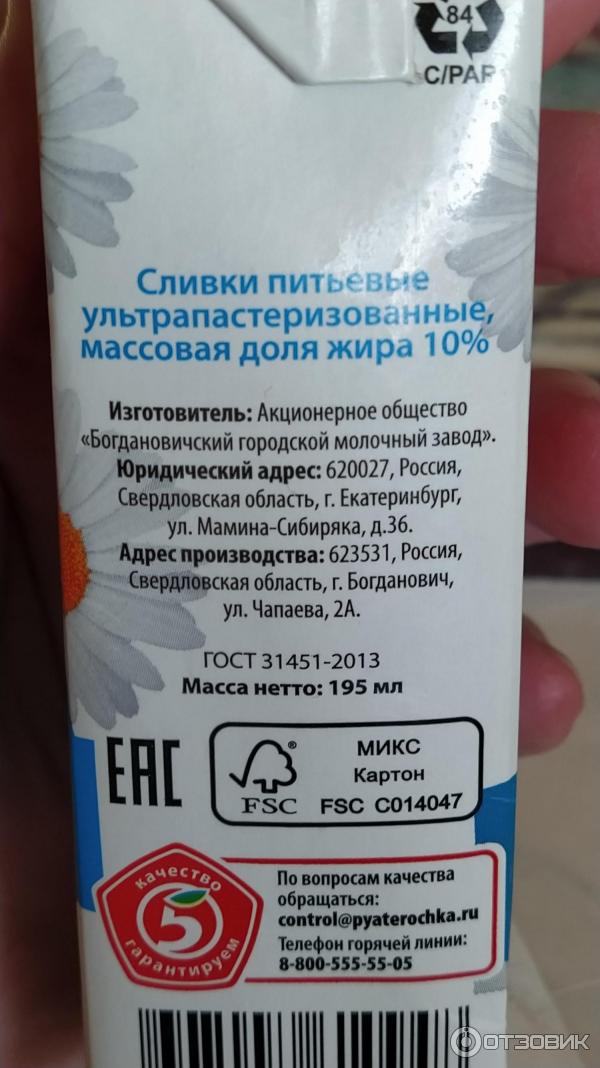 84
C/PAP
Сливки питьевые
ультрапастеризованные,
массовая доля жира 10%
Изготовитель: Акционерное общество
«Богдановичский городской молочный завод».
Юридический адрес: 620027, Россия,
Свердловская область, г. Екатеринбург,
ул. Мамина-Сибиряка, д.36.
Адрес производства: 623531, Россия,
Свердловская область, г. Богданович,
ул. Чапаева, 2А.
ГОСТ 31451-2013
Масса нетто: 195 мл
EAC
FSC®
МИКС
Картон
FSC C014047
качество
5
гарантируем
По вопросам качества
обращаться:
control@pyaterochka.ru
Телефон горячей линии:
8-800-555-55-05
ОТЗОВИК